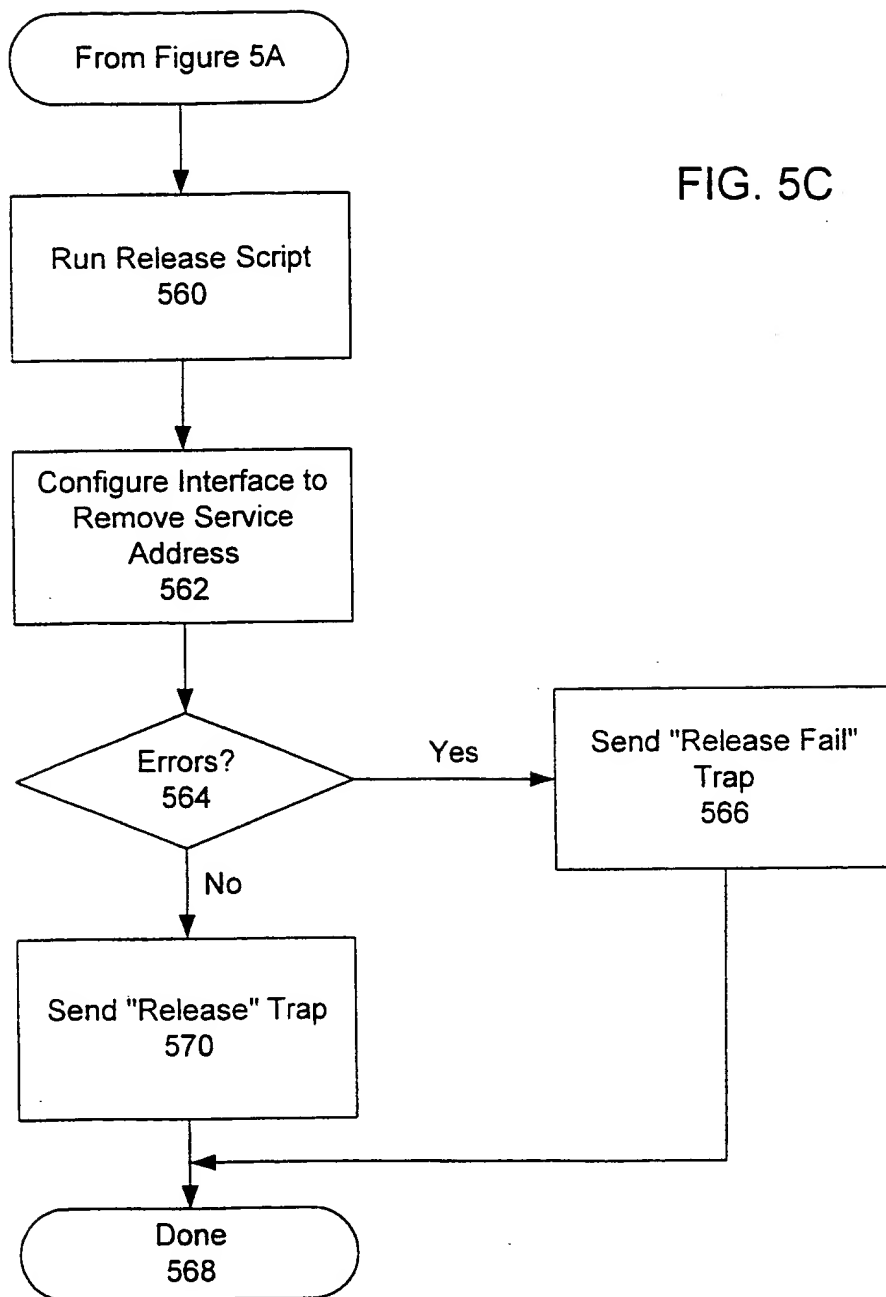 From Figure 5A
FIG. 5C
Run Release Script
560
Configure Interface to
Remove Service
Address
562
Errors?
564
Yes
Send "Release Fail"
Trap
566
No
Send "Release" Trap
570
Done
568